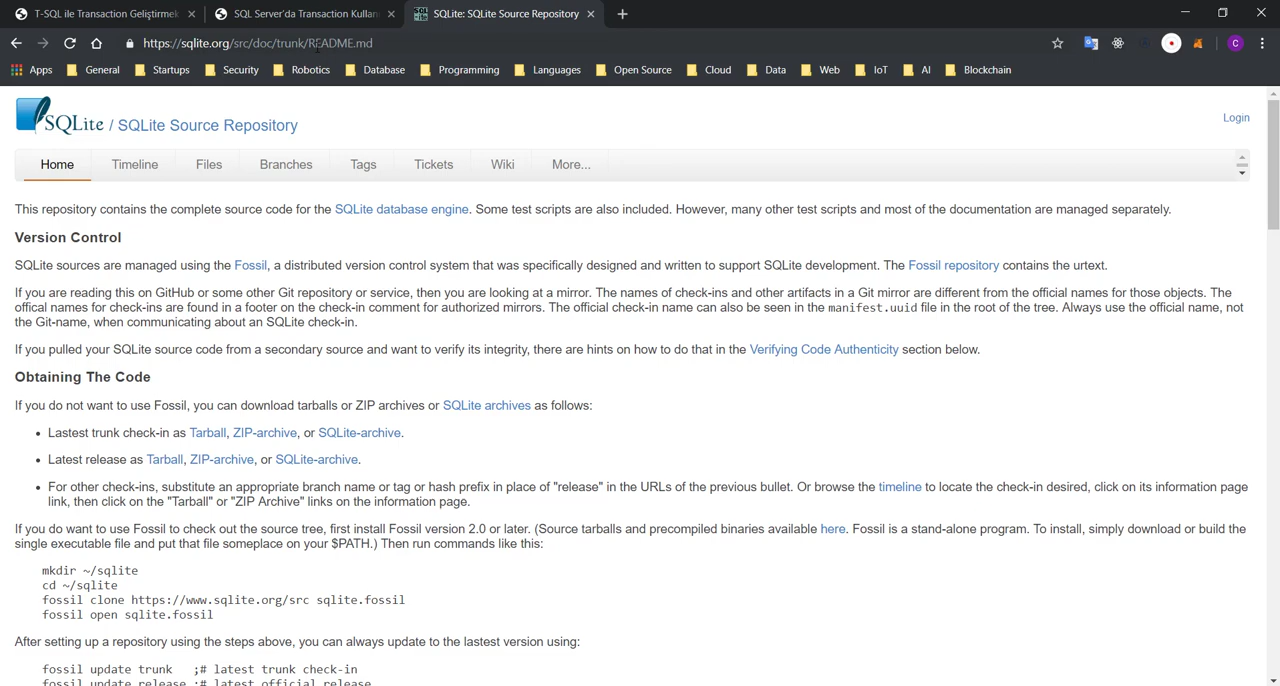 T-SQL ile Transaction Geliştirmek
SQL Server'da Transaction Kullan
SQLite: SQLite Source Repository
https://sqlite.org/src/doc/trunk/README.md
C
Apps General Startups Security Robotics Database Programming Languages Open Source Cloud Data Web IoT AI Blockchain
SQLite / SQLite Source Repository
Login
Home Timeline Files Branches Tags Tickets Wiki More...
This repository contains the complete source code for the SQLite database engine. Some test scripts are also included. However, many other test scripts and most of the documentation are managed separately.
Version Control
SQLite sources are managed using the Fossil, a distributed version control system that was specifically designed and written to support SQLite development. The Fossil repository contains the urtext.
If you are reading this on GitHub or some other Git repository or service, then you are looking at a mirror. The names of check-ins and other artifacts in a Git mirror are different from the official names for those objects. The
offical names for check-ins are found in a footer on the check-in comment for authorized mirrors. The official check-in name can also be seen in the manifest.uuid file in the root of the tree. Always use the official name, not
the Git-name, when communicating about an SQLite check-in.
If you pulled your SQLite source code from a secondary source and want to verify its integrity, there are hints on how to do that in the Verifying Code Authenticity section below.
Obtaining The Code
If you do not want to use Fossil, you can download tarballs or ZIP archives or SQLite archives as follows:
• Lastest trunk check-in as Tarball, ZIP-archive, or SQLite-archive.
• Latest release as Tarball, ZIP-archive, or SQLite-archive.
• For other check-ins, substitute an appropriate branch name or tag or hash prefix in place of "release" in the URLs of the previous bullet. Or browse the timeline to locate the check-in desired, click on its information page
link, then click on the "Tarball" or "ZIP Archive" links on the information page.
If you do want to use Fossil to check out the source tree, first install Fossil version 2.0 or later. (Source tarballs and precompiled binaries available here. Fossil is a stand-alone program. To install, simply download or build the
single executable file and put that file someplace on your $PATH.) Then run commands like this:
mkdir ~/sqlite
cd ~/sqlite
fossil clone https://www.sqlite.org/src sqlite.fossil
fossil open sqlite.fossil
After setting up a repository using the steps above, you can always update to the lastest version using:
fossil update trunk ;# latest trunk check-in
fossil update release ;# latest official release